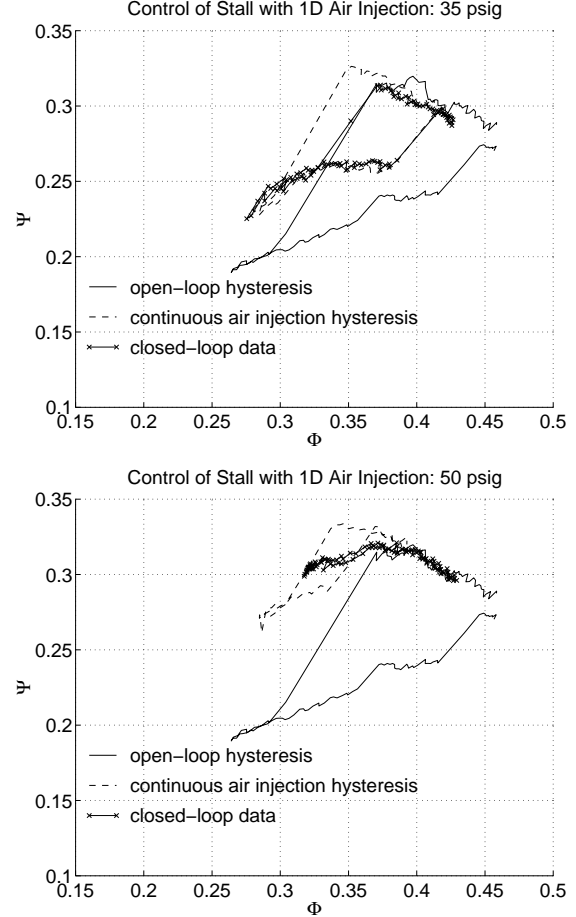 Control of Stall with 1D Air Injection: 35 psig
0.35
0.3
0.25
0.2
0.15
0.1
Ψ
open−loop hysteresis
continuous air injection hysteresis
closed−loop data
0.15 0.2 0.25 0.3 0.35 0.4 0.45 0.5
Φ
Control of Stall with 1D Air Injection: 50 psig
0.35
0.3
0.25
0.2
0.15
0.1
Ψ
open−loop hysteresis
continuous air injection hysteresis
closed−loop data
0.15 0.2 0.25 0.3 0.35 0.4 0.45 0.5
Φ